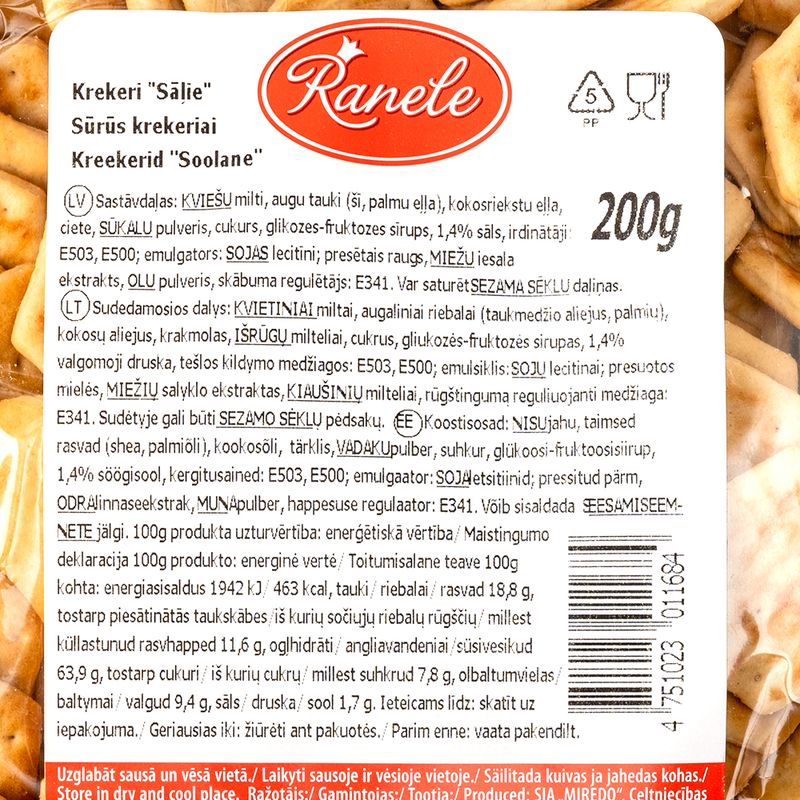 Ranele
Krekeri "Sāļie"
Sūrūs krekeriai
Kreekerid "Soolane"
5
PP
200g
LV Sastāvdaļas: KVIEŠU milti, augu tauki (ši, palmu eļļa), kokosriekstu eļļa,
ciete, SŪKALU pulveris, cukurs, glikozes-fruktozes sīrups, 1,4% sāls, irdinātāji:
E503, E500; emulgators: SOJAS lecitīni; presētais raugs, MIEŽU iesala
ekstrakts, OLU pulveris, skābuma regulētājs: E341. Var saturēt SEZAMA SĒKLU daļiņas.
LT Sudedamosios dalys: KVIETINIAI miltai, augaliniai riebalai (taukmedžio aliejus, palmių),
kokosų aliejus, krakmolas, IŠRŪGŲ milteliai, cukrus, gliukozės-fruktozės sirupas, 1,4%
valgomoji druska, tešlos kildymo medžiagos: E503, E500; emulsiklis: SOJŲ lecitinai; presuotos
mielės, MIEŽIŲ salyklo ekstraktas, KIAUŠINIŲ milteliai, rūgštingumą reguliuojanti medžiaga:
E341. Sudėtyje gali būti SEZAMO SĖKLŲ pėdsakų. EE Koostisosad: NISUjahu, taimsed
rasvad (shea, palmiõli), kookosõli, tärklis, VADAKUpulber, suhkur, glükoosi-fruktoosisiirup,
1,4% söögisool, kergitusained: E503, E500; emulgaator: SOJAletsitiinid; pressitud pärm,
ODRAlinnaseekstrak, MUNApulber, happesuse regulaator: E341. Võib sisaldada SEESAMISEEM-
NETE jälgi. 100g produkta uzturvērtība: enerģētiskā vērtība/ Maistingumo
deklaracija 100g produkto: energinė vertė/ Toitumisalane teave 100g
kohta: energiasisaldus 1942 kJ/ 463 kcal, tauki/ riebalai/ rasvad 18,8 g,
tostarp piesātinātās taukskābes/iš kurių sočiųjų riebalų rūgščių/ millest
küllastunud rasvhapped 11,6 g, ogļhidrāti/ angliavandeniai/süsivesikud
63,9 g, tostarp cukuri/ iš kurių cukrų/ millest suhkrud 7,8 g, olbaltumvielas/
baltymai/ valgud 9,4 g, sāls/ druska/ sool 1,7 g. Ieteicams līdz: skatīt uz
iepakojuma./ Geriausias iki: žiūrėti ant pakuotės./ Parim enne: vaata pakendilt.
4 751023 011684
Uzglabāt sausā un vēsā vietā./ Laikyti sausoje ir vėsioje vietoje./ Säilitada kuivas ja jahedas kohas./
Store in dry and cool place. Ražotājs:/ Gamintojas:/ Tootja:/ Produced: SIA „MIREDO" Celtniecības